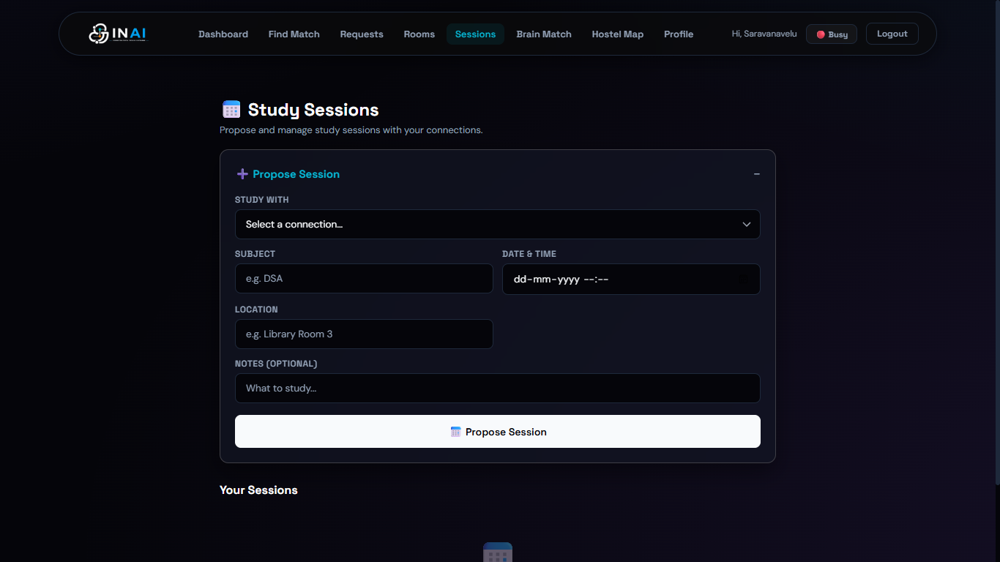 INAI
Dashboard
Find Match
Requests
Rooms
Sessions
Brain Match
Hostel Map
Profile
Hi, Saravanavelu
Busy
Logout
Study Sessions
Propose and manage study sessions with your connections.
Propose Session
−
STUDY WITH
Select a connection...
SUBJECT
DATE & TIME
e.g. DSA
dd-mm-yyyy --:--
LOCATION
e.g. Library Room 3
NOTES (OPTIONAL)
What to study...
Propose Session
Your Sessions